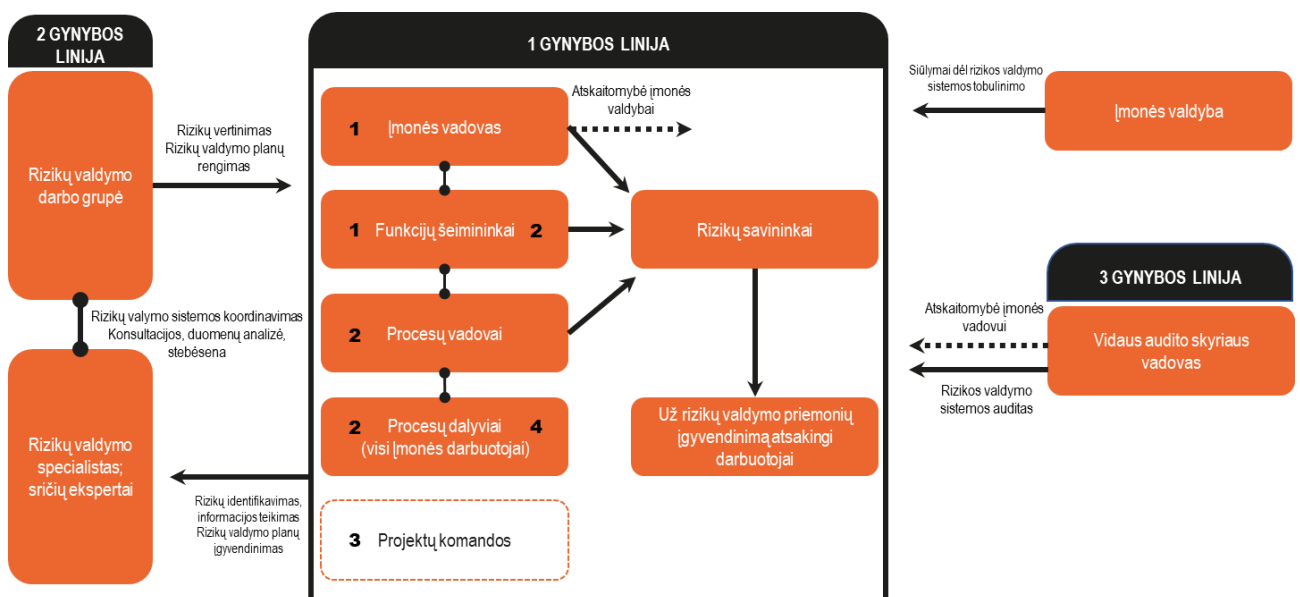 2 GYNYBOS
LINIJA
Rizikų valdymo
darbo grupė
Rizikų vertinimas
Rizikų valdymo planų
rengimas
Rizikų valymo sistemos koordinavimas
Konsultacijos, duomenų analizė,
stebėsena
Rizikų valdymo
specialistas;
sričių ekspertai
Rizikų identifikavimas,
informacijos teikimas
Rizikų valdymo planų
įgyvendinimas
1 GYNYBOS LINIJA
1 Įmonės vadovas
Atskaitomybė įmonės
valdybai
1 Funkcijų šeimininkai 2
Rizikų savininkai
2 Procesų vadovai
2 Procesų dalyviai 4
(visi Įmonės darbuotojai)
Už rizikų valdymo priemonių
įgyvendinimą atsakingi
darbuotojai
3 Projektų komandos
Siūlymai dėl rizikos valdymo
sistemos tobulinimo
Įmonės valdyba
3 GYNYBOS LINIJA
Atskaitomybė įmonės
vadovui
Vidaus audito skyriaus
vadovas
Rizikos valdymo
sistemos auditas